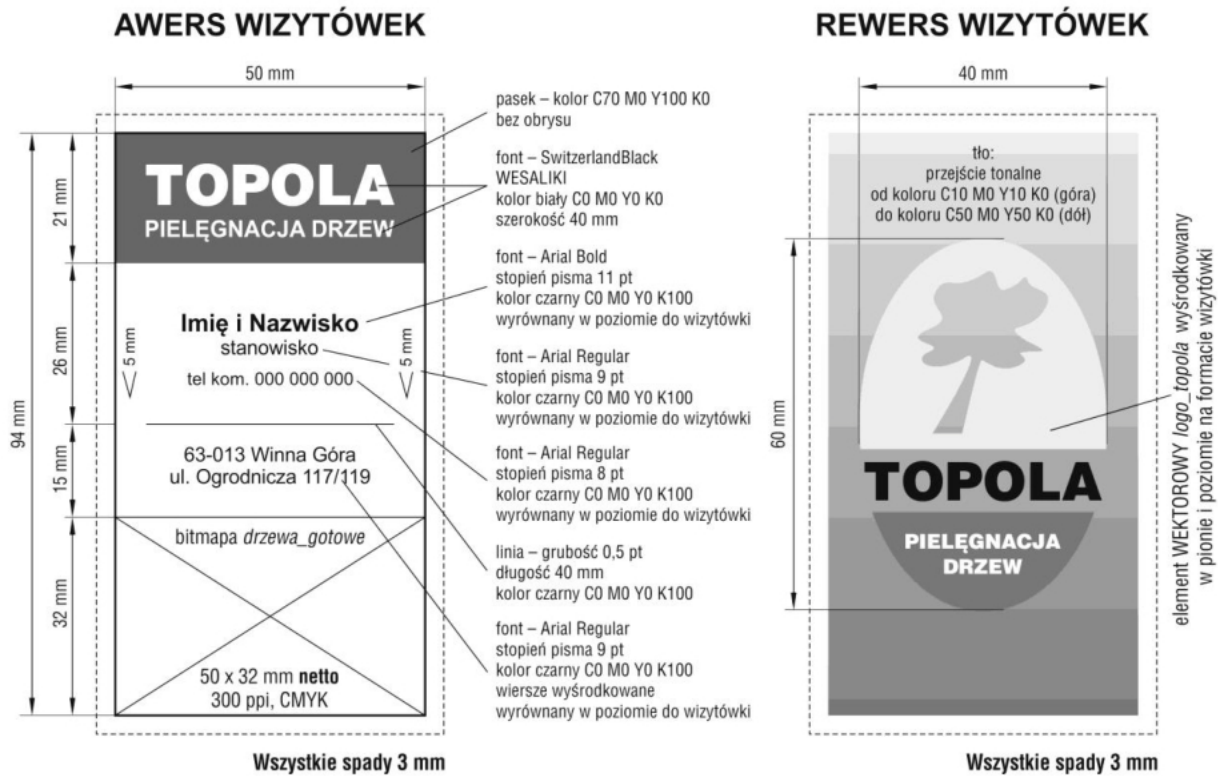 AWERS WIZYTÓWEK
50 mm
94 mm
21 mm
26 mm
15 mm
32 mm
TOPOLA
PIELĘGNACJA DRZEW
Imię i Nazwisko
stanowisko
tel kom. 000 000 000
5 mm
5 mm
63-013 Winna Góra
ul. Ogrodnicza 117/119
bitmapa drzewa_gotowe
50 x 32 mm netto
300 ppi, CMYK
Wszystkie spady 3 mm
pasek – kolor C70 M0 Y100 K0
bez obrysu
font – SwitzerlandBlack
WESALIKI
kolor biały C0 M0 Y0 K0
szerokość 40 mm
font – Arial Bold
stopień pisma 11 pt
kolor czarny C0 M0 Y0 K100
wyrównany w poziomie do wizytówki
font – Arial Regular
stopień pisma 9 pt
kolor czarny C0 M0 Y0 K100
wyrównany w poziomie do wizytówki
font – Arial Regular
stopień pisma 8 pt
kolor czarny C0 M0 Y0 K100
wyrównany w poziomie do wizytówki
linia – grubość 0,5 pt
długość 40 mm
kolor czarny C0 M0 Y0 K100
font – Arial Regular
stopień pisma 9 pt
kolor czarny C0 M0 Y0 K100
wiersze wyśrodkowane
wyrównany w poziomie do wizytówki
REWERS WIZYTÓWEK
40 mm
60 mm
tło:
przejście tonalne
od koloru C10 M0 Y10 K0 (góra)
do koloru C50 M0 Y50 K0 (dół)
TOPOLA
PIELĘGNACJA
DRZEW
element WEKTOROWY logo_topola wyśrodkowany
w pionie i poziomie na formacie wizytówki
Wszystkie spady 3 mm